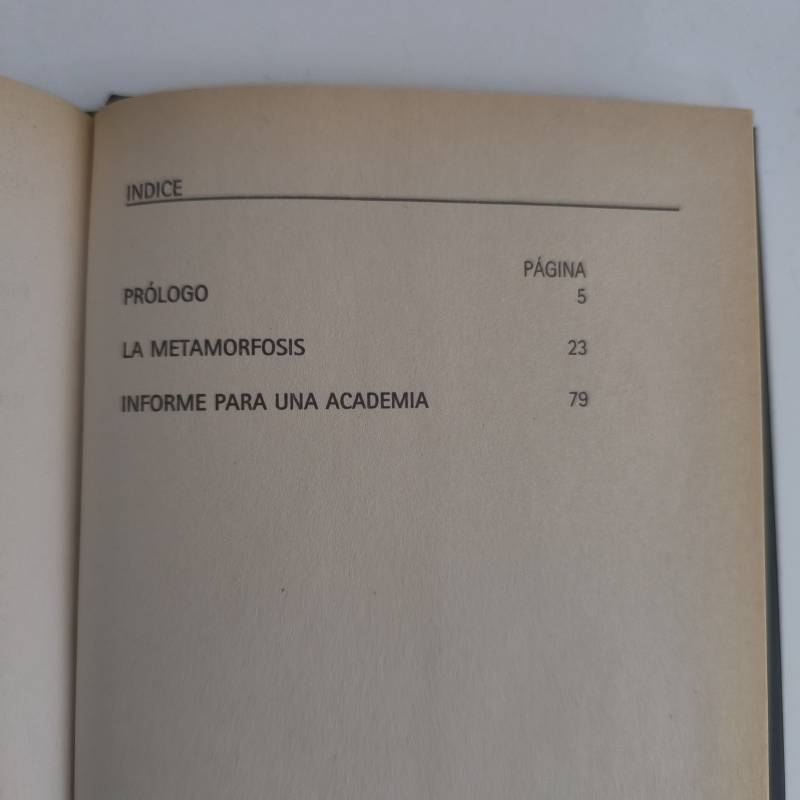 INDICE
PÁGINA
PRÓLOGO 5
LA METAMORFOSIS 23
INFORME PARA UNA ACADEMIA 79